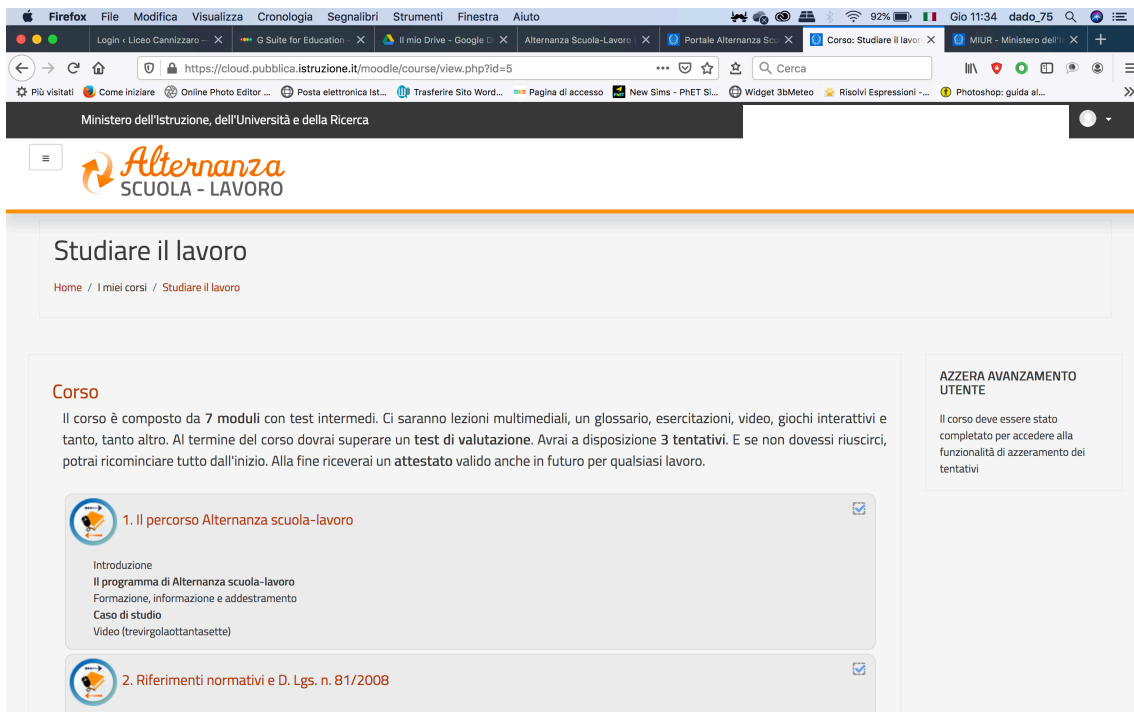 Firefox File Modifica Visualizza Cronologia Segnalibri Strumenti Finestra Aiuto 92% Gio 11:34 dado_75
Login ‹ Liceo Cannizzaro — G Suite for Education - Il mio Drive - Google D Alternanza Scuola-Lavoro Portale Alternanza Scu Corso: Studiare il lavoro MIUR - Ministero dell'I
https://cloud.pubblica.istruzione.it/moodle/course/view.php?id=5 Cerca
Più visitati Come iniziare Online Photo Editor ... Posta elettronica Ist... Trasferire Sito Word... Pagina di accesso New Sims - PhET Si... Widget 3bMeteo Risolvi Espressioni -... Photoshop: guida al...
Ministero dell'Istruzione, dell'Università e della Ricerca
Alternanza
SCUOLA - LAVORO
Studiare il lavoro
Home / I miei corsi / Studiare il lavoro
Corso
Il corso è composto da 7 moduli con test intermedi. Ci saranno lezioni multimediali, un glossario, esercitazioni, video, giochi interattivi e
tanto, tanto altro. Al termine del corso dovrai superare un test di valutazione. Avrai a disposizione 3 tentativi. E se non dovessi riuscirci,
potrai ricominciare tutto dall'inizio. Alla fine riceverai un attestato valido anche in futuro per qualsiasi lavoro.
1. Il percorso Alternanza scuola-lavoro
Introduzione
Il programma di Alternanza scuola-lavoro
Formazione, informazione e addestramento
Caso di studio
Video (trevirgolaottantasette)
2. Riferimenti normativi e D. Lgs. n. 81/2008
AZZERA AVANZAMENTO
UTENTE
Il corso deve essere stato
completato per accedere alla
funzionalità di azzeramento dei
tentativi